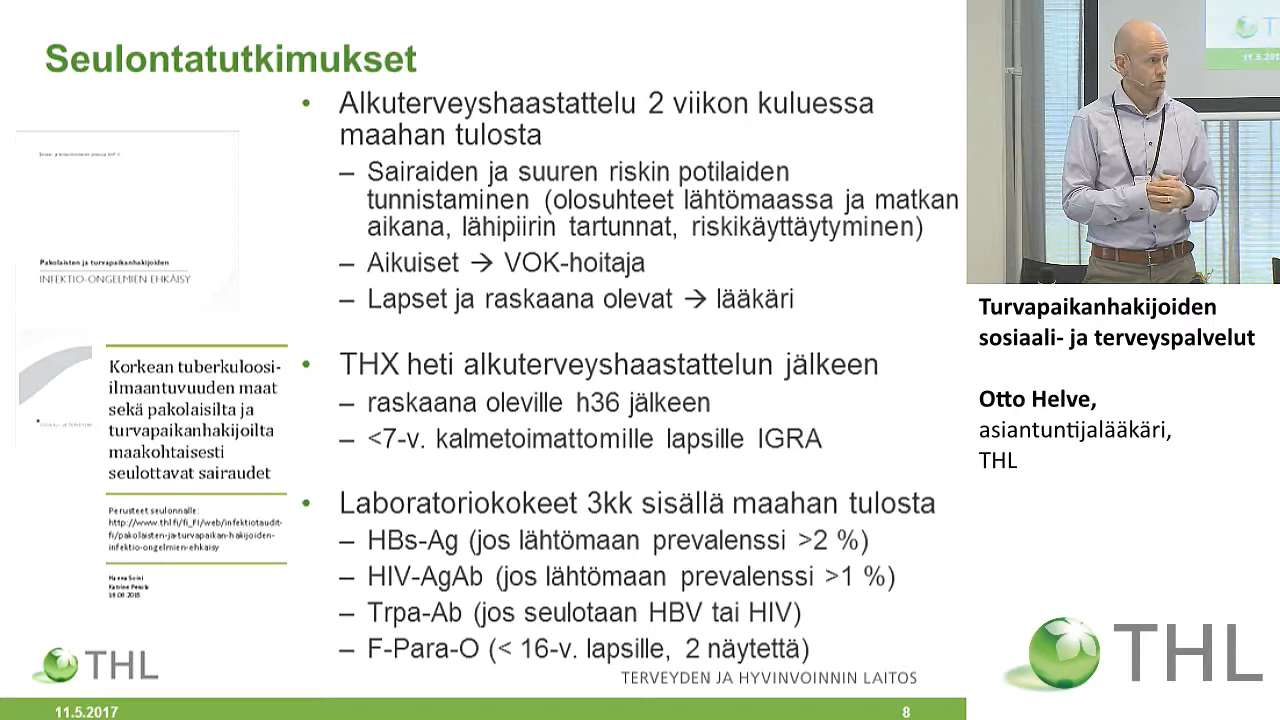 Seulontatutkimukset
• Alkuterveyshaastattelu 2 viikon kuluessa
maahan tulosta
– Sairaiden ja suuren riskin potilaiden
tunnistaminen (olosuhteet lähtömaassa ja matkan
aikana, lähipiirin tartunnat, riskikäyttäytyminen)
– Aikuiset → VOK-hoitaja
– Lapset ja raskaana olevat → lääkäri
• THX heti alkuterveyshaastattelun jälkeen
– raskaana oleville h36 jälkeen
– <7-v. kalmetoimattomille lapsille IGRA
• Laboratoriokokeet 3kk sisällä maahan tulosta
– HBs-Ag (jos lähtömaan prevalenssi >2 %)
– HIV-AgAb (jos lähtömaan prevalenssi >1 %)
– Trpa-Ab (jos seulotaan HBV tai HIV)
– F-Para-O (< 16-v. lapsille, 2 näytettä)
Pakolaisten ja turvapaikanhakijoiden
INFEKTIO-ONGELMIEN EHKÄISY
Korkean tuberkuloosi-
ilmaantuvuuden maat
sekä pakolaisilta ja
turvapaikanhakijoilta
maakohtaisesti
seulottavat sairaudet
Perusteet seulonnalle:
http://www.thl.fi/fi_FI/web/infektiotaudit-
fi/pakolaisten-ja-turvapaikan-hakijoiden-
infektio-ongelmien-ehkaisy
Hanna Soini
THL
TERVEYDEN JA HYVINVOINNIN LAITOS
11.5.2017
8
T
11.5.201
Turvapaikanhakijoiden
sosiaali- ja terveyspalvelut
Otto Helve,
asiantuntijalääkäri,
THL
THL